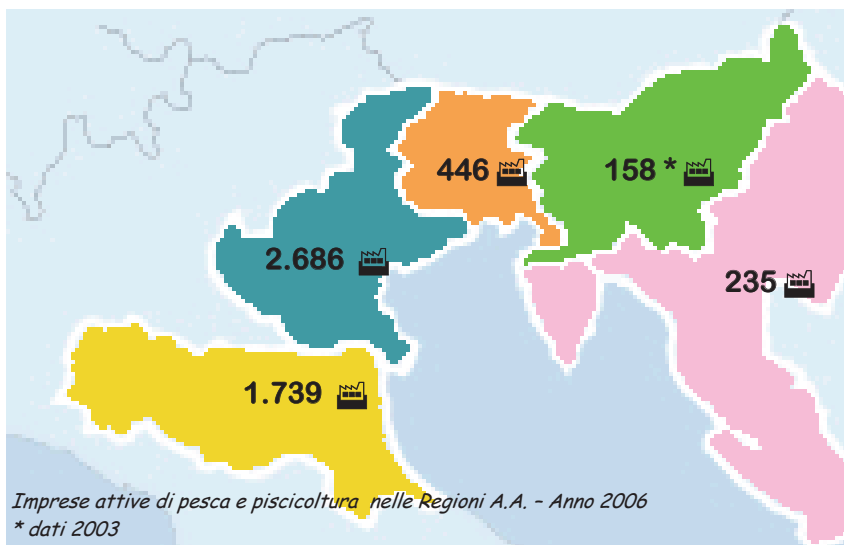 446
158 *
2.686
235
1.739
Imprese attive di pesca e piscicoltura nelle Regioni A.A. – Anno 2006
* dati 2003